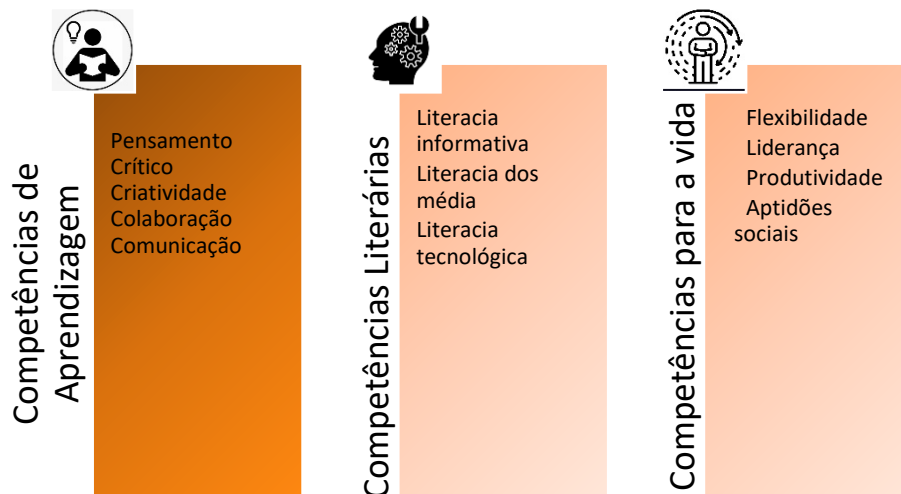 Competências de
Aprendizagem
Pensamento
Crítico
Criatividade
Colaboração
Comunicação
Competências Literárias
Literacia
informativa
Literacia dos
média
Literacia
tecnológica
Competências para a vida
Flexibilidade
Liderança
Produtividade
Aptidões
sociais